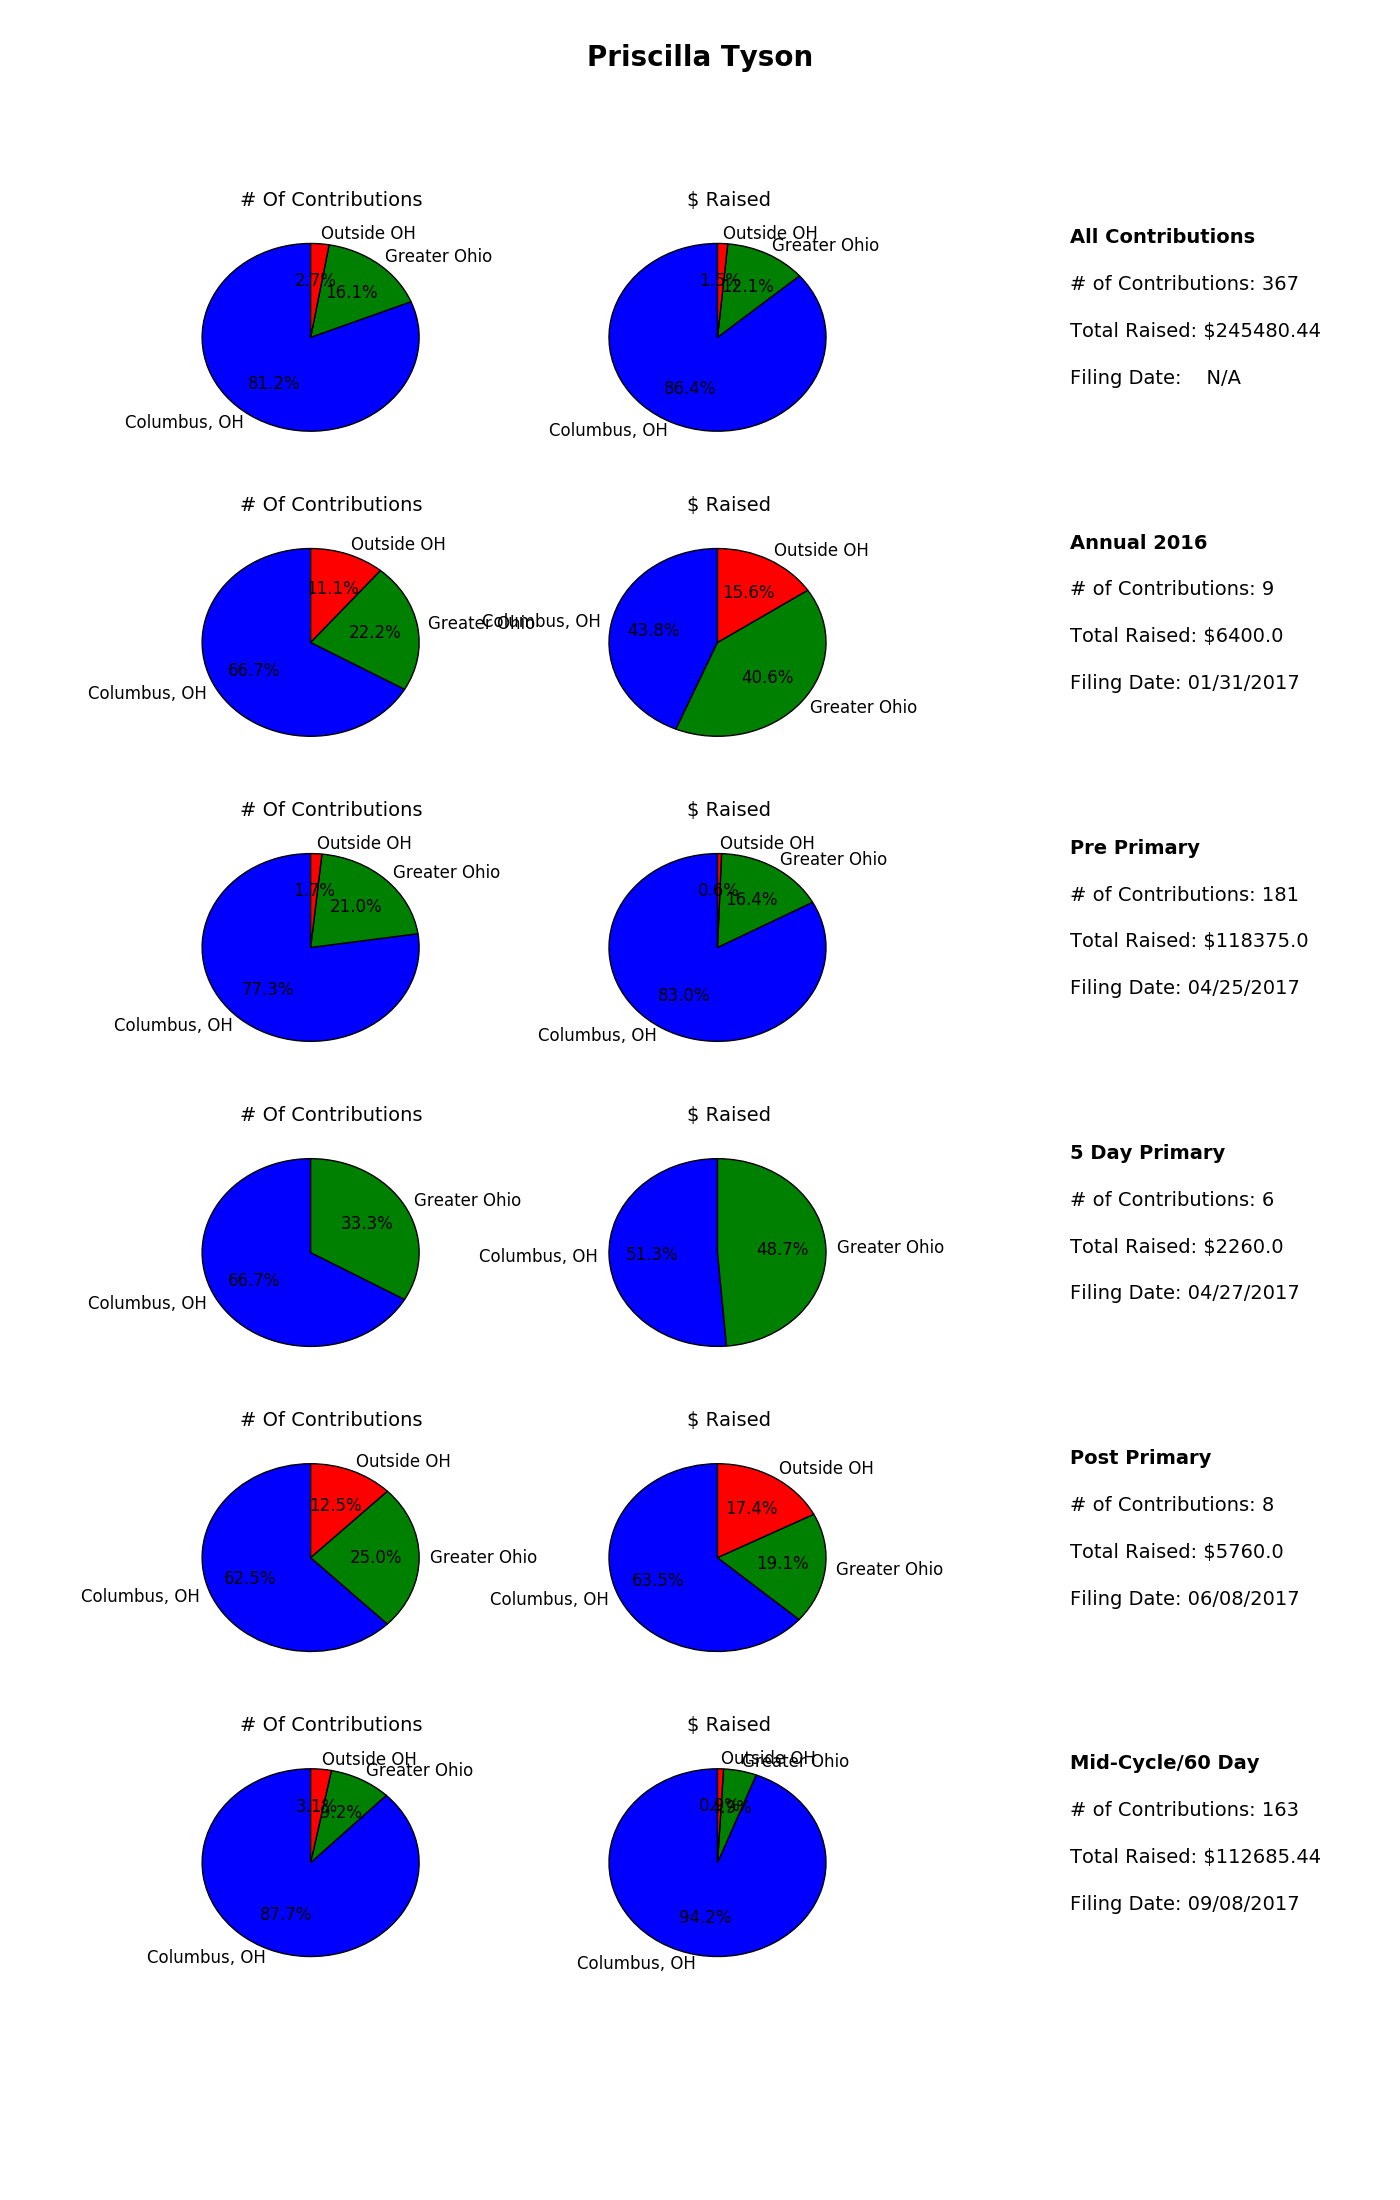 Priscilla Tyson
# Of Contributions
Outside OH
Greater Ohio
2.7%
16.1%
81.2%
Columbus, OH
$ Raised
Outside OH
Greater Ohio
12.1%
86.4%
Columbus, OH
All Contributions
# of Contributions: 367
Total Raised: $245480.44
Filing Date: N/A
# Of Contributions
Outside OH
11.1%
Greater Ohio
22.2%
66.7%
Columbus, OH
$ Raised
Outside OH
15.6%
Columbus, OH
43.8%
40.6%
Greater Ohio
Annual 2016
# of Contributions: 9
Total Raised: $6400.0
Filing Date: 01/31/2017
# Of Contributions
Outside OH
Greater Ohio
1.7%
21.0%
77.3%
Columbus, OH
$ Raised
Outside OH
Greater Ohio
0.6%
16.4%
83.0%
Columbus, OH
Pre Primary
# of Contributions: 181
Total Raised: $118375.0
Filing Date: 04/25/2017
# Of Contributions
Greater Ohio
33.3%
66.7%
Columbus, OH
$ Raised
Columbus, OH
51.3%
48.7%
Greater Ohio
5 Day Primary
# of Contributions: 6
Total Raised: $2260.0
Filing Date: 04/27/2017
# Of Contributions
Outside OH
12.5%
25.0%
Greater Ohio
62.5%
Columbus, OH
$ Raised
Outside OH
17.4%
19.1%
Greater Ohio
63.5%
Columbus, OH
Post Primary
# of Contributions: 8
Total Raised: $5760.0
Filing Date: 06/08/2017
# Of Contributions
Outside OH
Greater Ohio
3.1%
9.2%
87.7%
Columbus, OH
$ Raised
Outside OH
Greater Ohio
94.2%
Columbus, OH
Mid-Cycle/60 Day
# of Contributions: 163
Total Raised: $112685.44
Filing Date: 09/08/2017